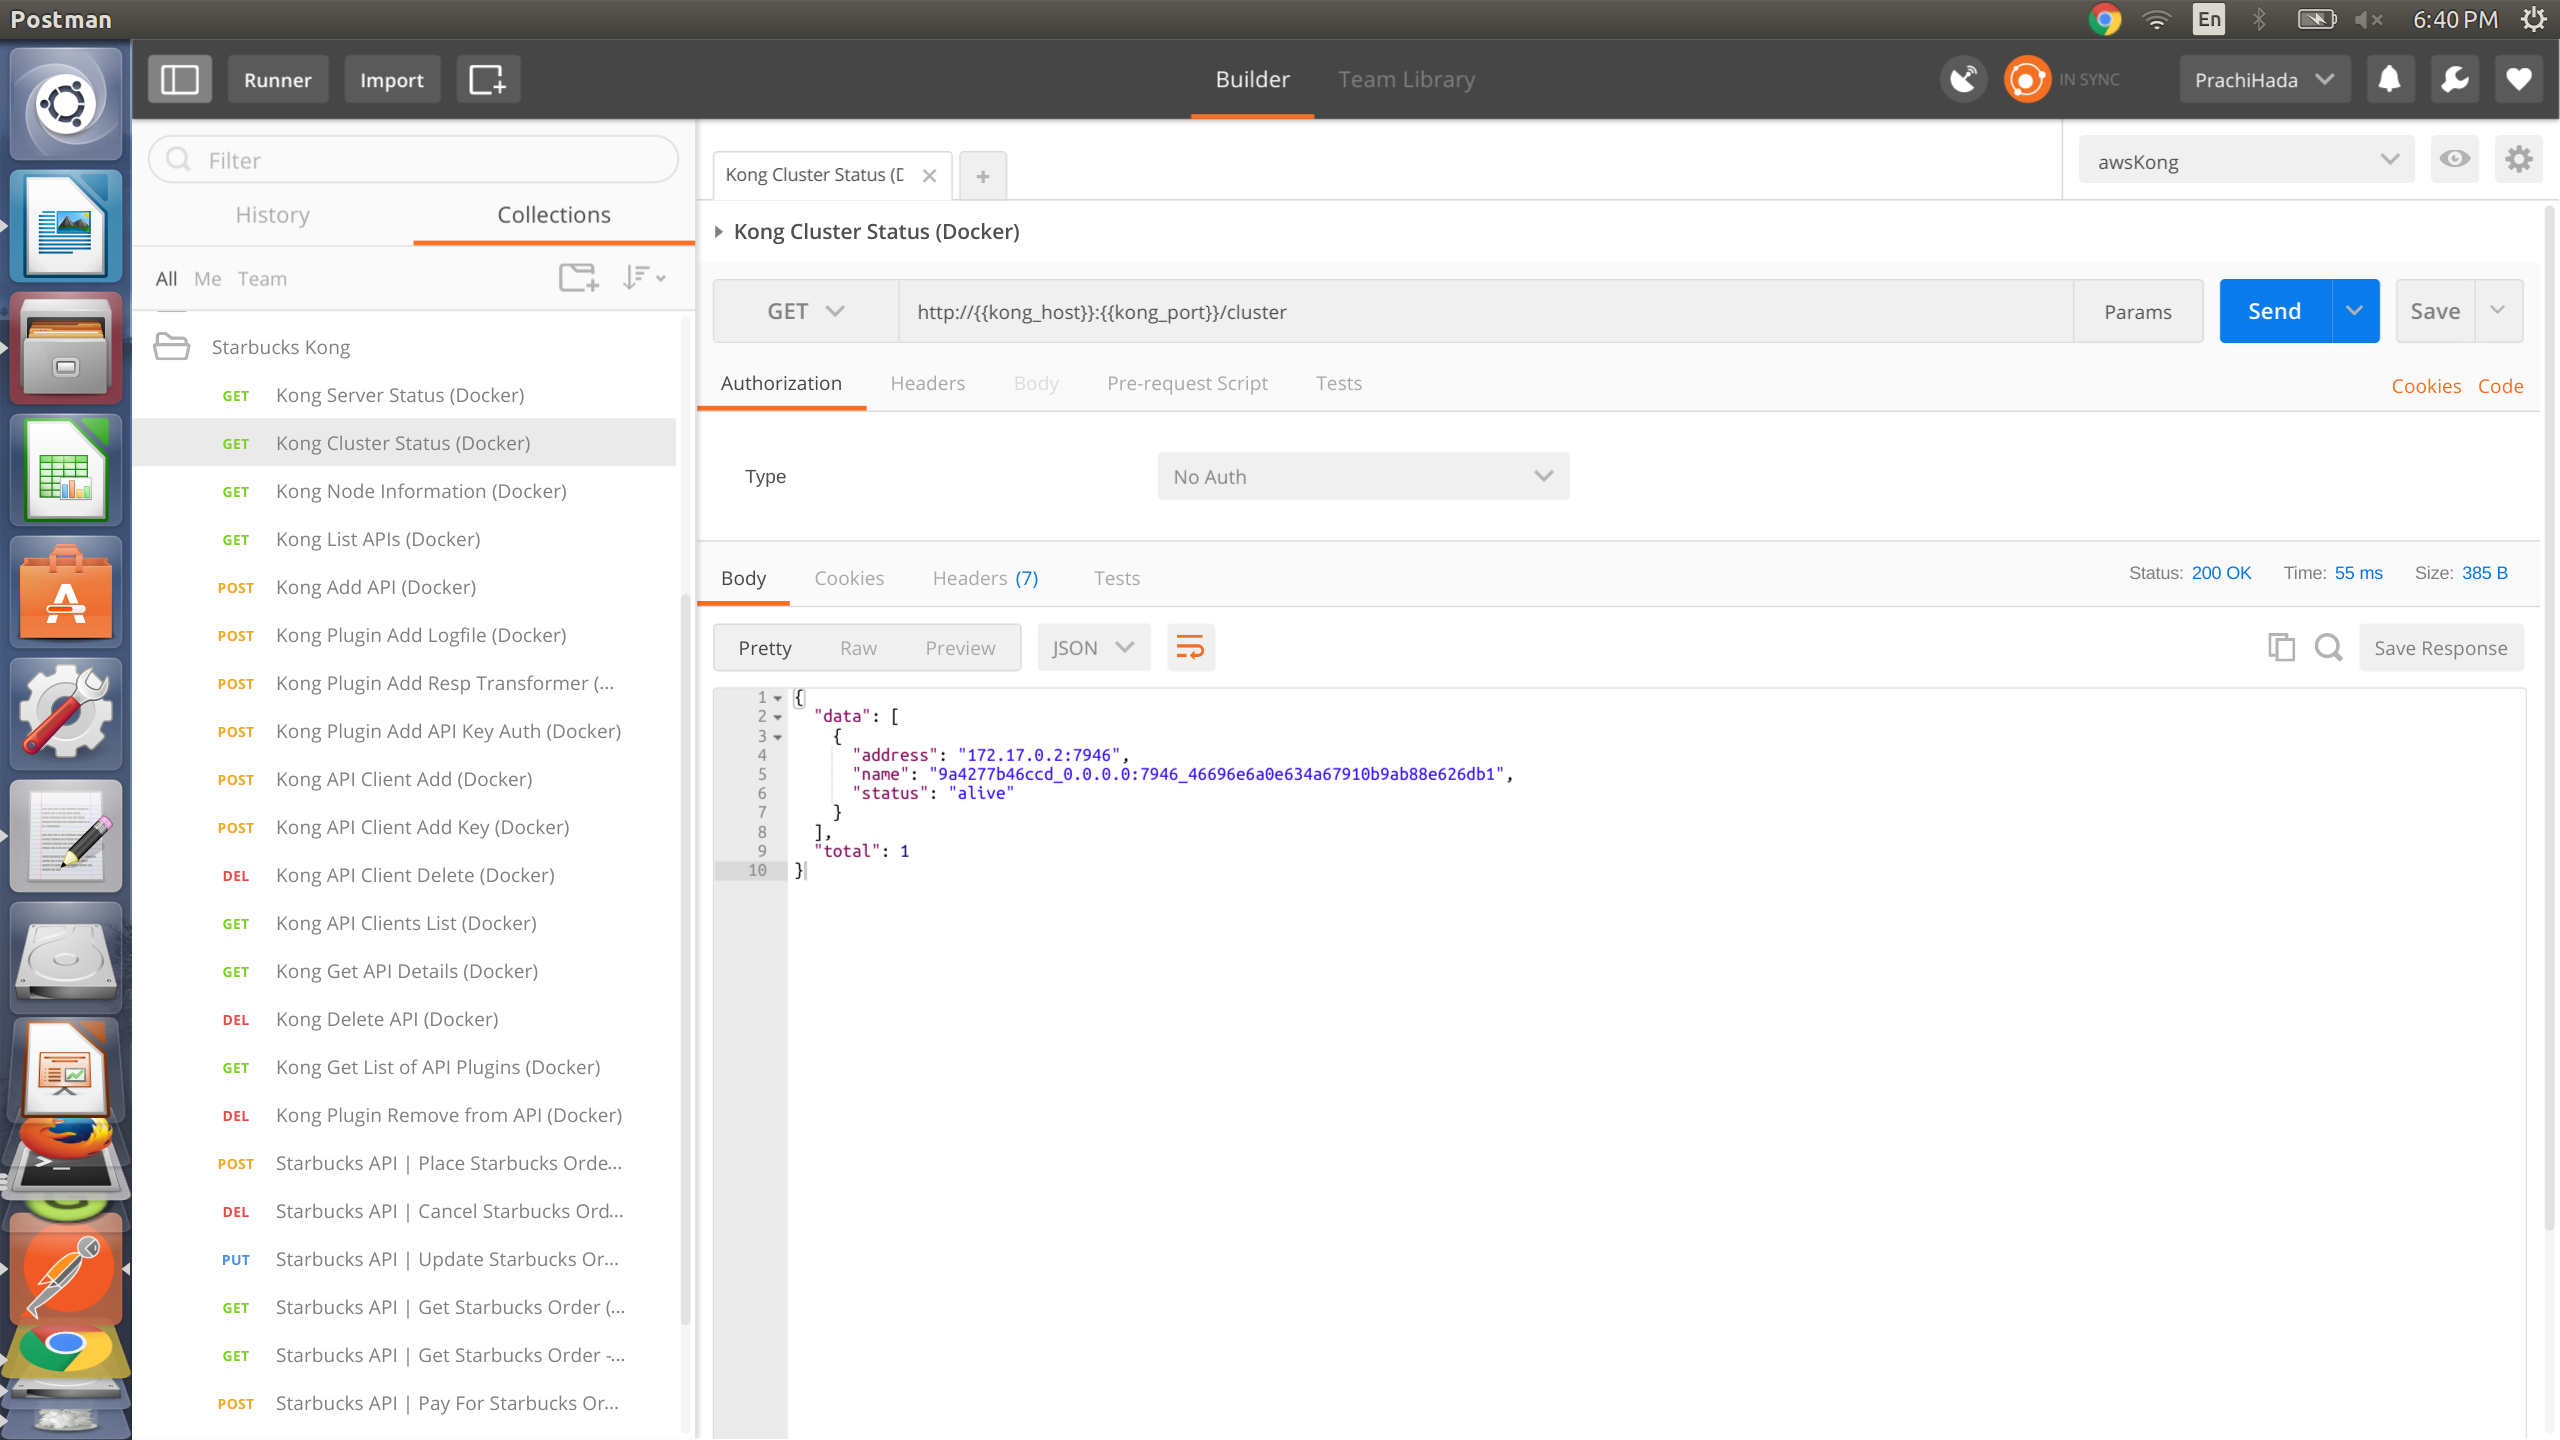 Postman
En
6:40 PM
Runner
Import
Builder
Team Library
IN SYNC
PrachiHada
Filter
History
Collections
All
Me
Team
Starbucks Kong
GET Kong Server Status (Docker)
GET Kong Cluster Status (Docker)
GET Kong Node Information (Docker)
GET Kong List APIs (Docker)
POST Kong Add API (Docker)
POST Kong Plugin Add Logfile (Docker)
POST Kong Plugin Add Resp Transformer (...
POST Kong Plugin Add API Key Auth (Docker)
POST Kong API Client Add (Docker)
POST Kong API Client Add Key (Docker)
DEL Kong API Client Delete (Docker)
GET Kong API Clients List (Docker)
GET Kong Get API Details (Docker)
DEL Kong Delete API (Docker)
GET Kong Get List of API Plugins (Docker)
DEL Kong Plugin Remove from API (Docker)
POST Starbucks API | Place Starbucks Orde...
DEL Starbucks API | Cancel Starbucks Ord...
PUT Starbucks API | Update Starbucks Or...
GET Starbucks API | Get Starbucks Order (...
GET Starbucks API | Get Starbucks Order -...
POST Starbucks API | Pay For Starbucks Or...
Kong Cluster Status (D
awsKong
Kong Cluster Status (Docker)
GET
http://{{kong_host}}:{{kong_port}}/cluster
Params
Send
Save
Authorization
Headers
Body
Pre-request Script
Tests
Cookies
Code
Type
No Auth
Body
Cookies
Headers (7)
Tests
Status: 200 OK
Time: 55 ms
Size: 385 B
Pretty
Raw
Preview
JSON
Save Response
1 {
2 "data": [
3 {
4 "address": "172.17.0.2:7946",
5 "name": "9a4277b46ccd_0.0.0.0:7946_46696e6a0e634a67910b9ab88e626db1",
6 "status": "alive"
7 }
8 ],
9 "total": 1
10 }